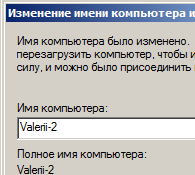 Изменение имени компьютера и
Имя компьютера было изменено.
перезагрузить компьютер, чтобы и
силу, и можно было присоединить
Имя компьютера:
Valerii-2
Полное имя компьютера:
Valerii-2